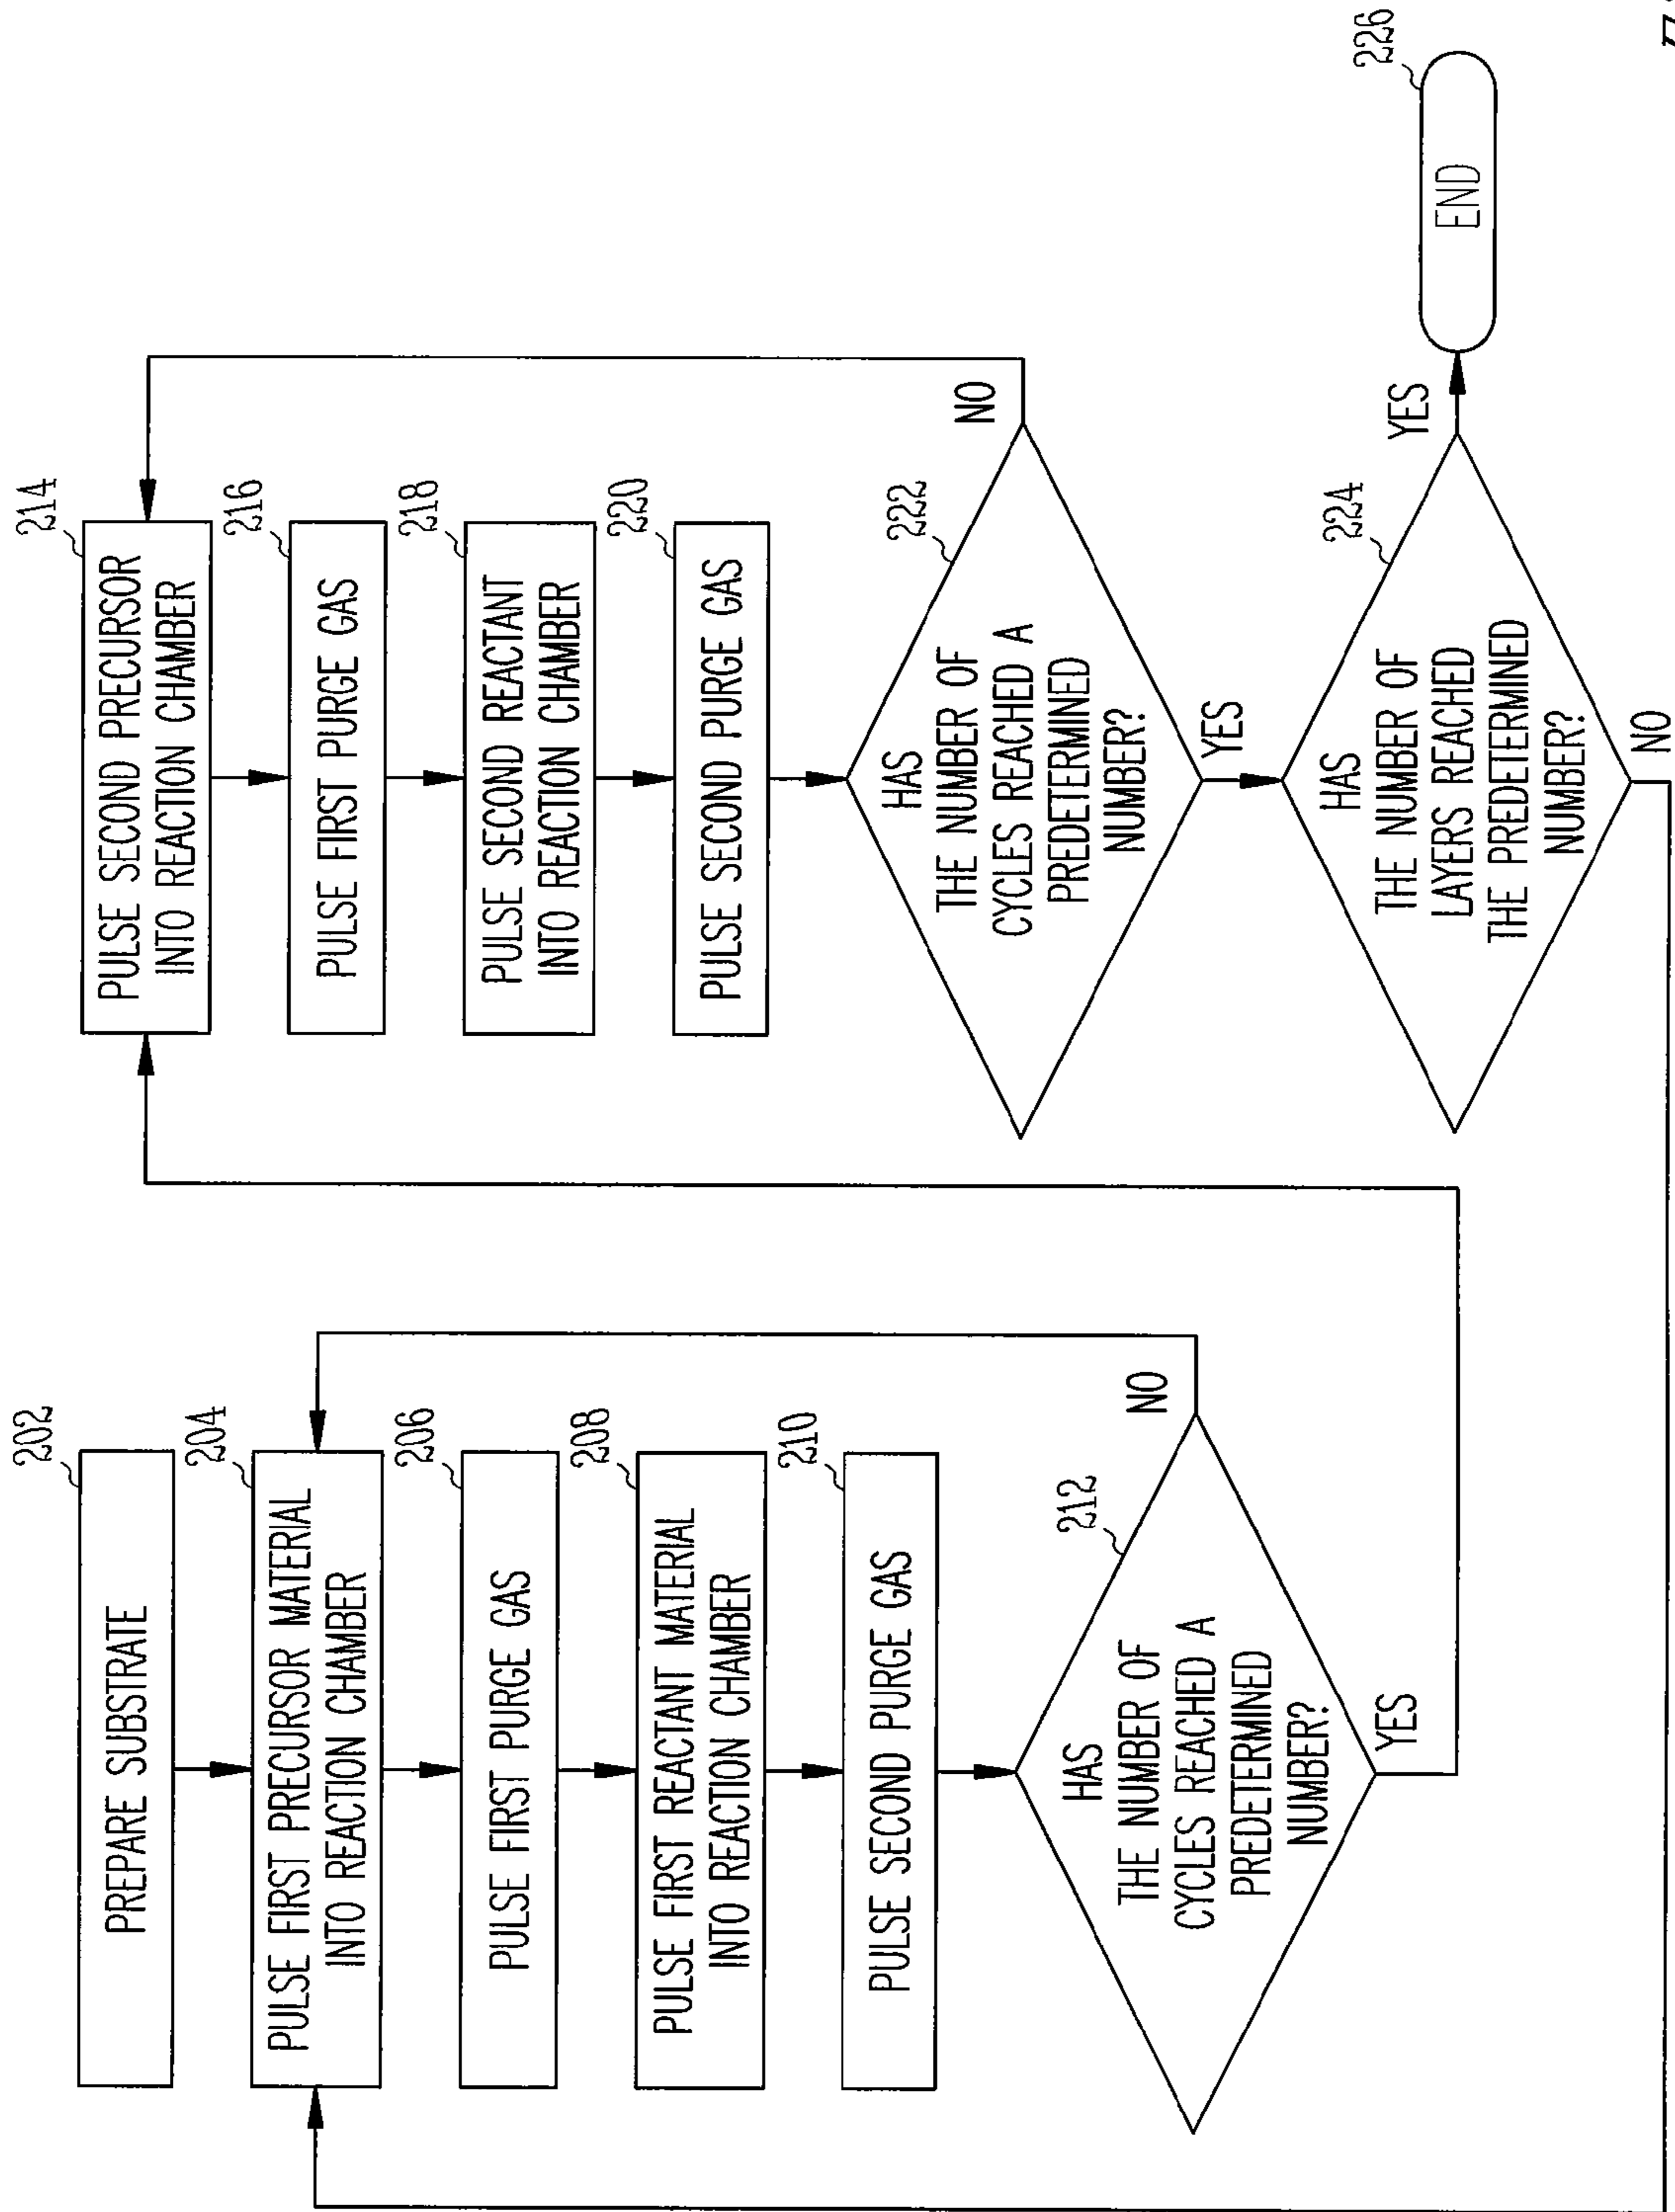 202
PREPARE SUBSTRATE
204
PULSE FIRST PRECURSOR MATERIAL
INTO REACTION CHAMBER
206
PULSE FIRST PURGE GAS
208
PULSE FIRST REACTANT MATERIAL
INTO REACTION CHAMBER
210
PULSE SECOND PURGE GAS
212
HAS
THE NUMBER OF
CYCLES REACHED A
PREDETERMINED
NUMBER?
NO
YES
214
PULSE SECOND PRECURSOR
INTO REACTION CHAMBER
216
PULSE FIRST PURGE GAS
218
PULSE SECOND REACTANT
INTO REACTION CHAMBER
220
PULSE SECOND PURGE GAS
222
HAS
THE NUMBER OF
CYCLES REACHED A
PREDETERMINED
NUMBER?
NO
YES
224
HAS
THE NUMBER OF
LAYERS REACHED
THE PREDETERMINED
NUMBER?
YES
NO
226
END